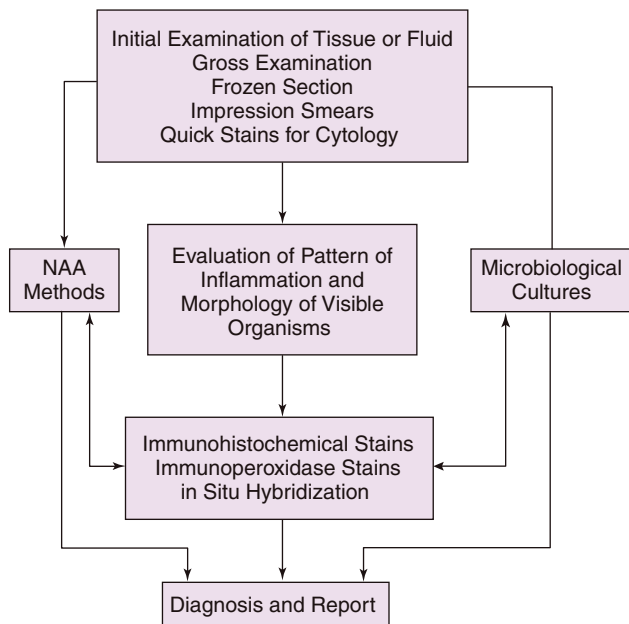 Initial Examination of Tissue or Fluid
Gross Examination
Frozen Section
Impression Smears
Quick Stains for Cytology
NAA
Methods
Evaluation of Pattern of
Inflammation and
Morphology of Visible
Organisms
Microbiological
Cultures
Immunohistochemical Stains
Immunoperoxidase Stains
in Situ Hybridization
Diagnosis and Report